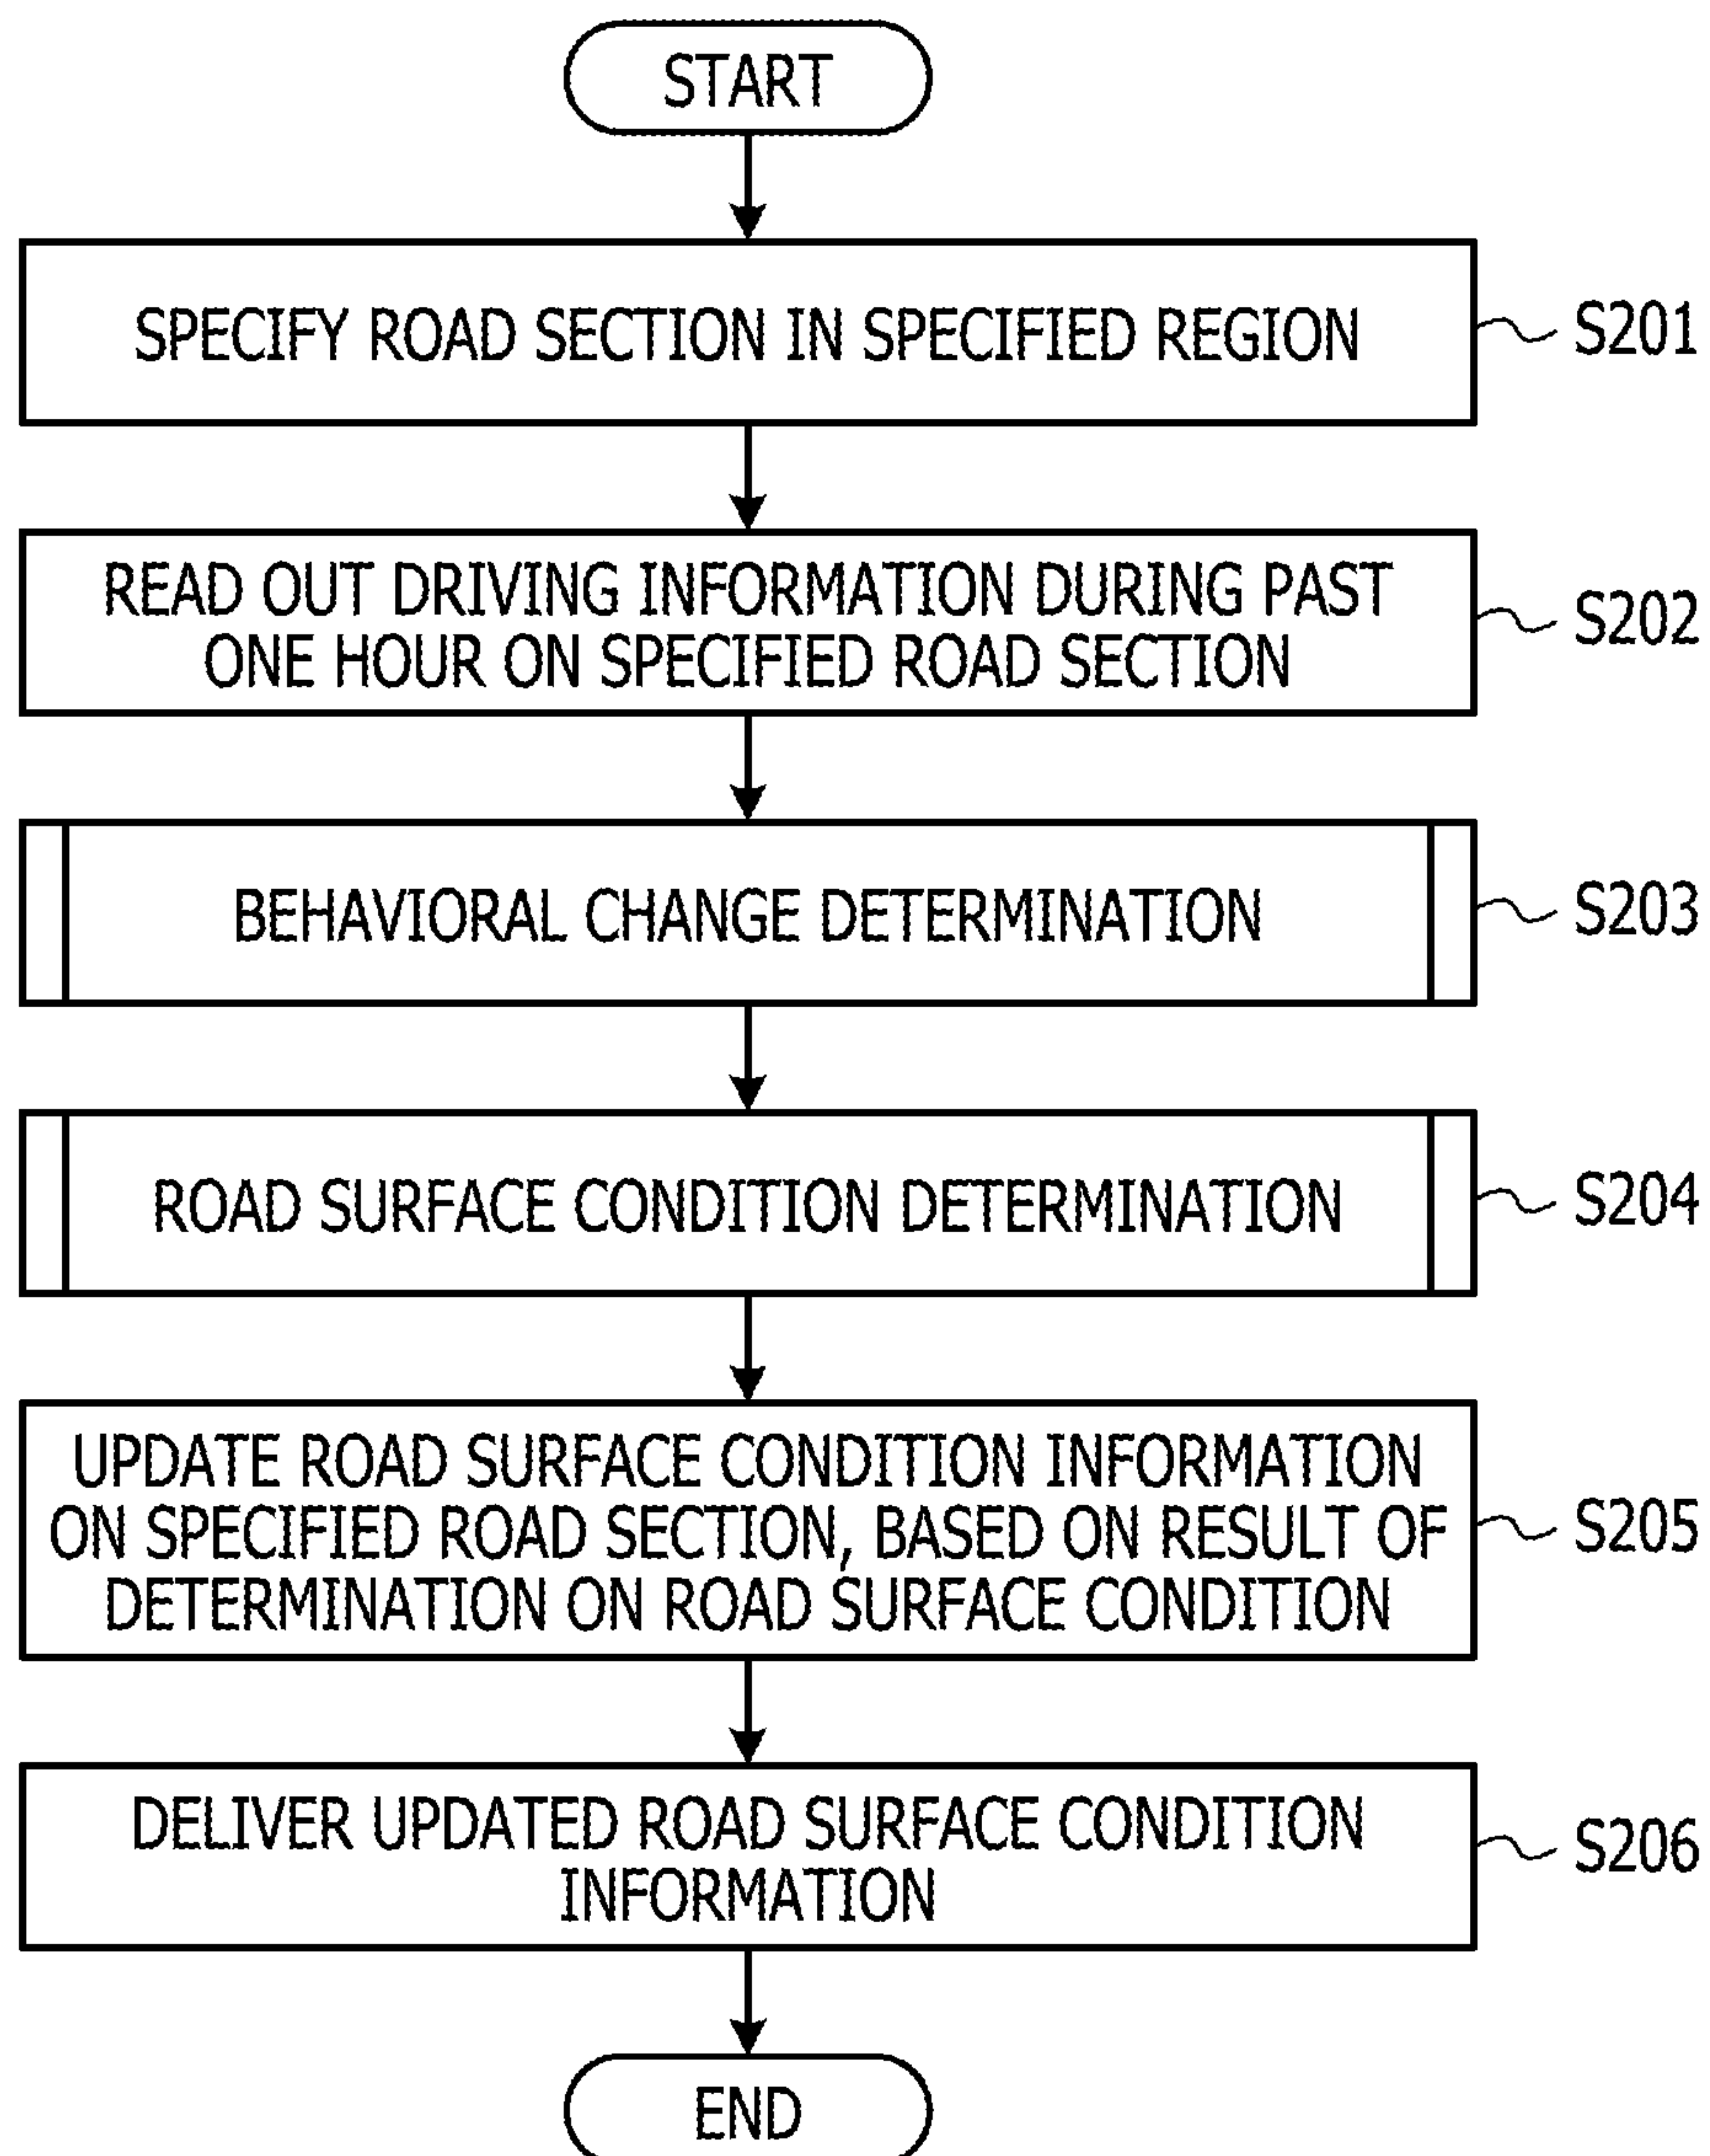 START
SPECIFY ROAD SECTION IN SPECIFIED REGION
S201
READ OUT DRIVING INFORMATION DURING PAST
ONE HOUR ON SPECIFIED ROAD SECTION
S202
BEHAVIORAL CHANGE DETERMINATION
S203
ROAD SURFACE CONDITION DETERMINATION
S204
UPDATE ROAD SURFACE CONDITION INFORMATION
ON SPECIFIED ROAD SECTION, BASED ON RESULT OF
DETERMINATION ON ROAD SURFACE CONDITION
S205
DELIVER UPDATED ROAD SURFACE CONDITION
INFORMATION
S206
END